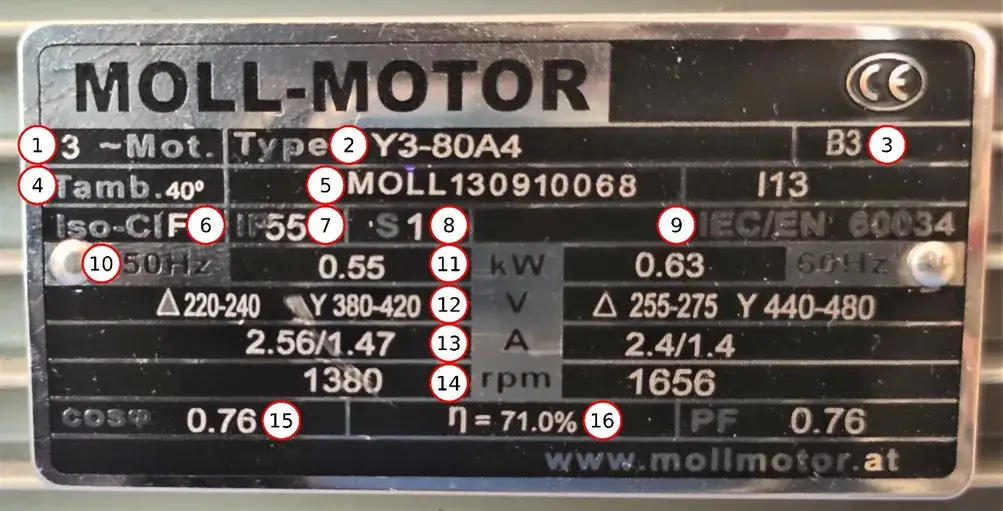 MOLL-MOTOR CE
1 3 ~Mot. Type 2 Y3-80A4 B3 3
4 Tamb. 40° 5 MOLL130910068 I13
Iso-Cl F 6 IP55 7 S1 8 9 IEC/EN 60034
10 50Hz 0.55 11 kW 0.63 60Hz
Δ 220-240 Y 380-420 12 V Δ 255-275 Y 440-480
2.56/1.47 13 A 2.4/1.4
1380 14 rpm 1656
cosφ 0.76 15 η = 71.0% 16 PF 0.76
www.mollmotor.at